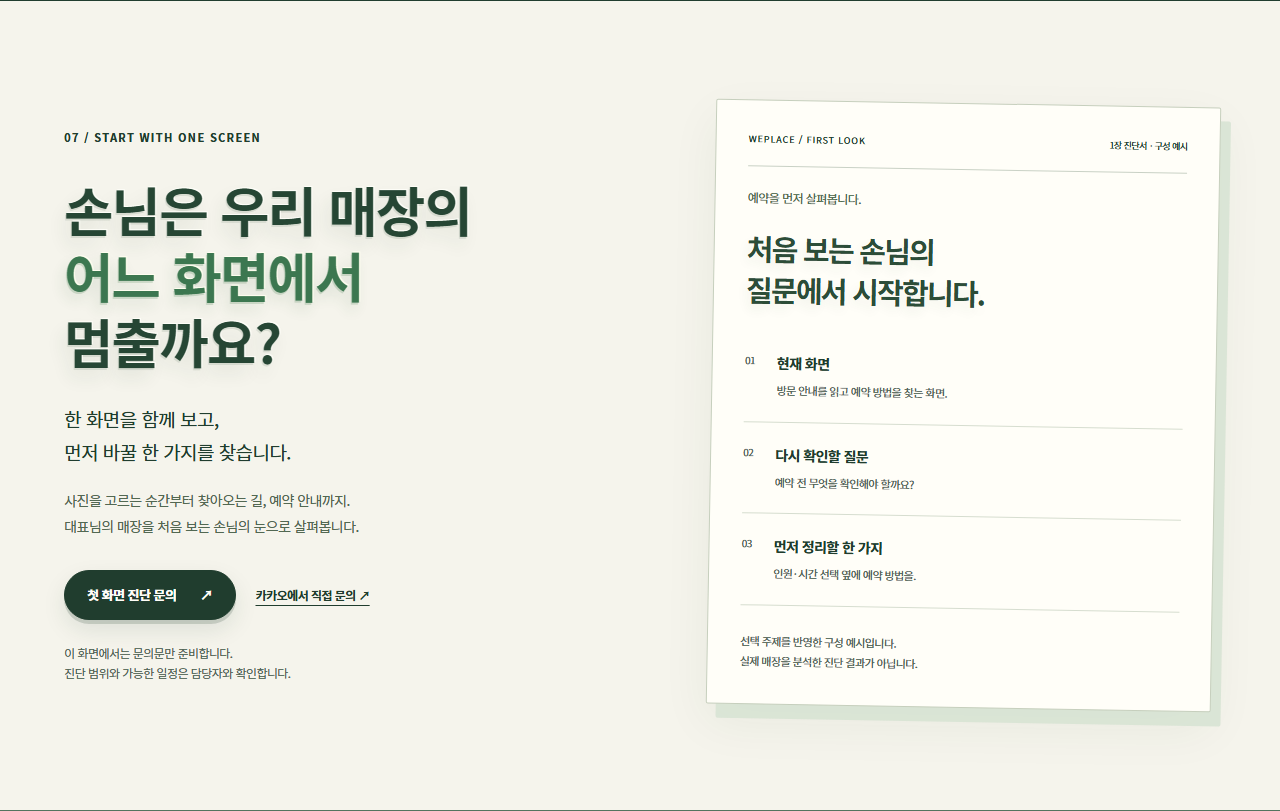 07 / START WITH ONE SCREEN
손님은 우리 매장의
어느 화면에서
멈출까요?
한 화면을 함께 보고,
먼저 바꿀 한 가지를 찾습니다.
사진을 고르는 순간부터 찾아오는 길, 예약 안내까지.
대표님의 매장을 처음 보는 손님의 눈으로 살펴봅니다.
첫 화면 진단 문의 ↗
카카오에서 직접 문의 ↗
이 화면에서는 문의문만 준비합니다.
진단 범위와 가능한 일정은 담당자와 확인합니다.
WEPLACE / FIRST LOOK
1장 진단서 · 구성 예시
예약을 먼저 살펴봅니다.
처음 보는 손님의
질문에서 시작합니다.
01 현재 화면
방문 안내를 읽고 예약 방법을 찾는 화면.
02 다시 확인할 질문
예약 전 무엇을 확인해야 할까요?
03 먼저 정리할 한 가지
인원·시간 선택 옆에 예약 방법을.
선택 주제를 반영한 구성 예시입니다.
실제 매장을 분석한 진단 결과가 아닙니다.